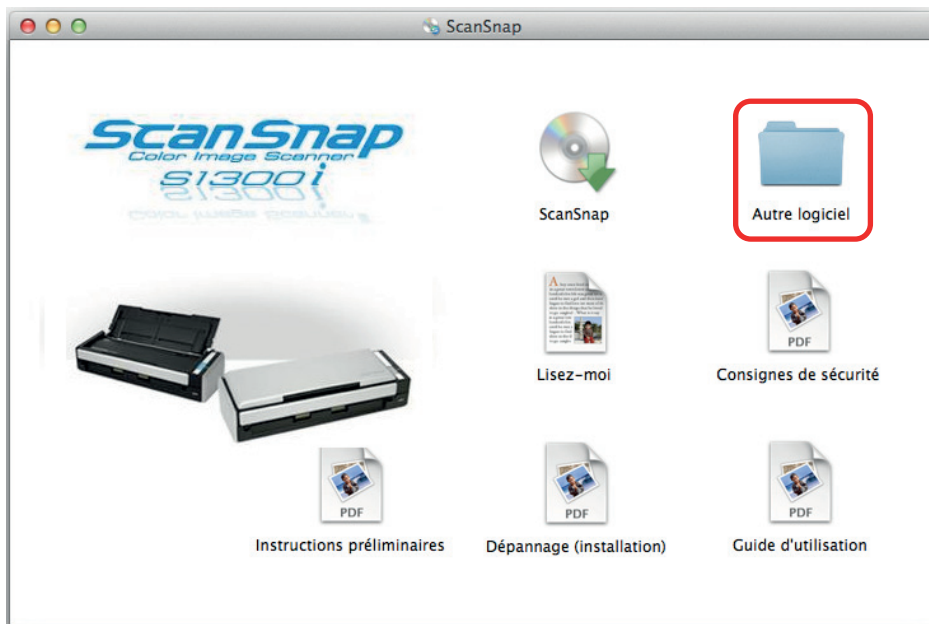 ScanSnap
ScanSnap
Color Image Scanner
S1300i
ScanSnap
Autre logiciel
Lisez-moi
PDF
Consignes de sécurité
PDF
Instructions préliminaires
PDF
Dépannage (installation)
PDF
Guide d'utilisation